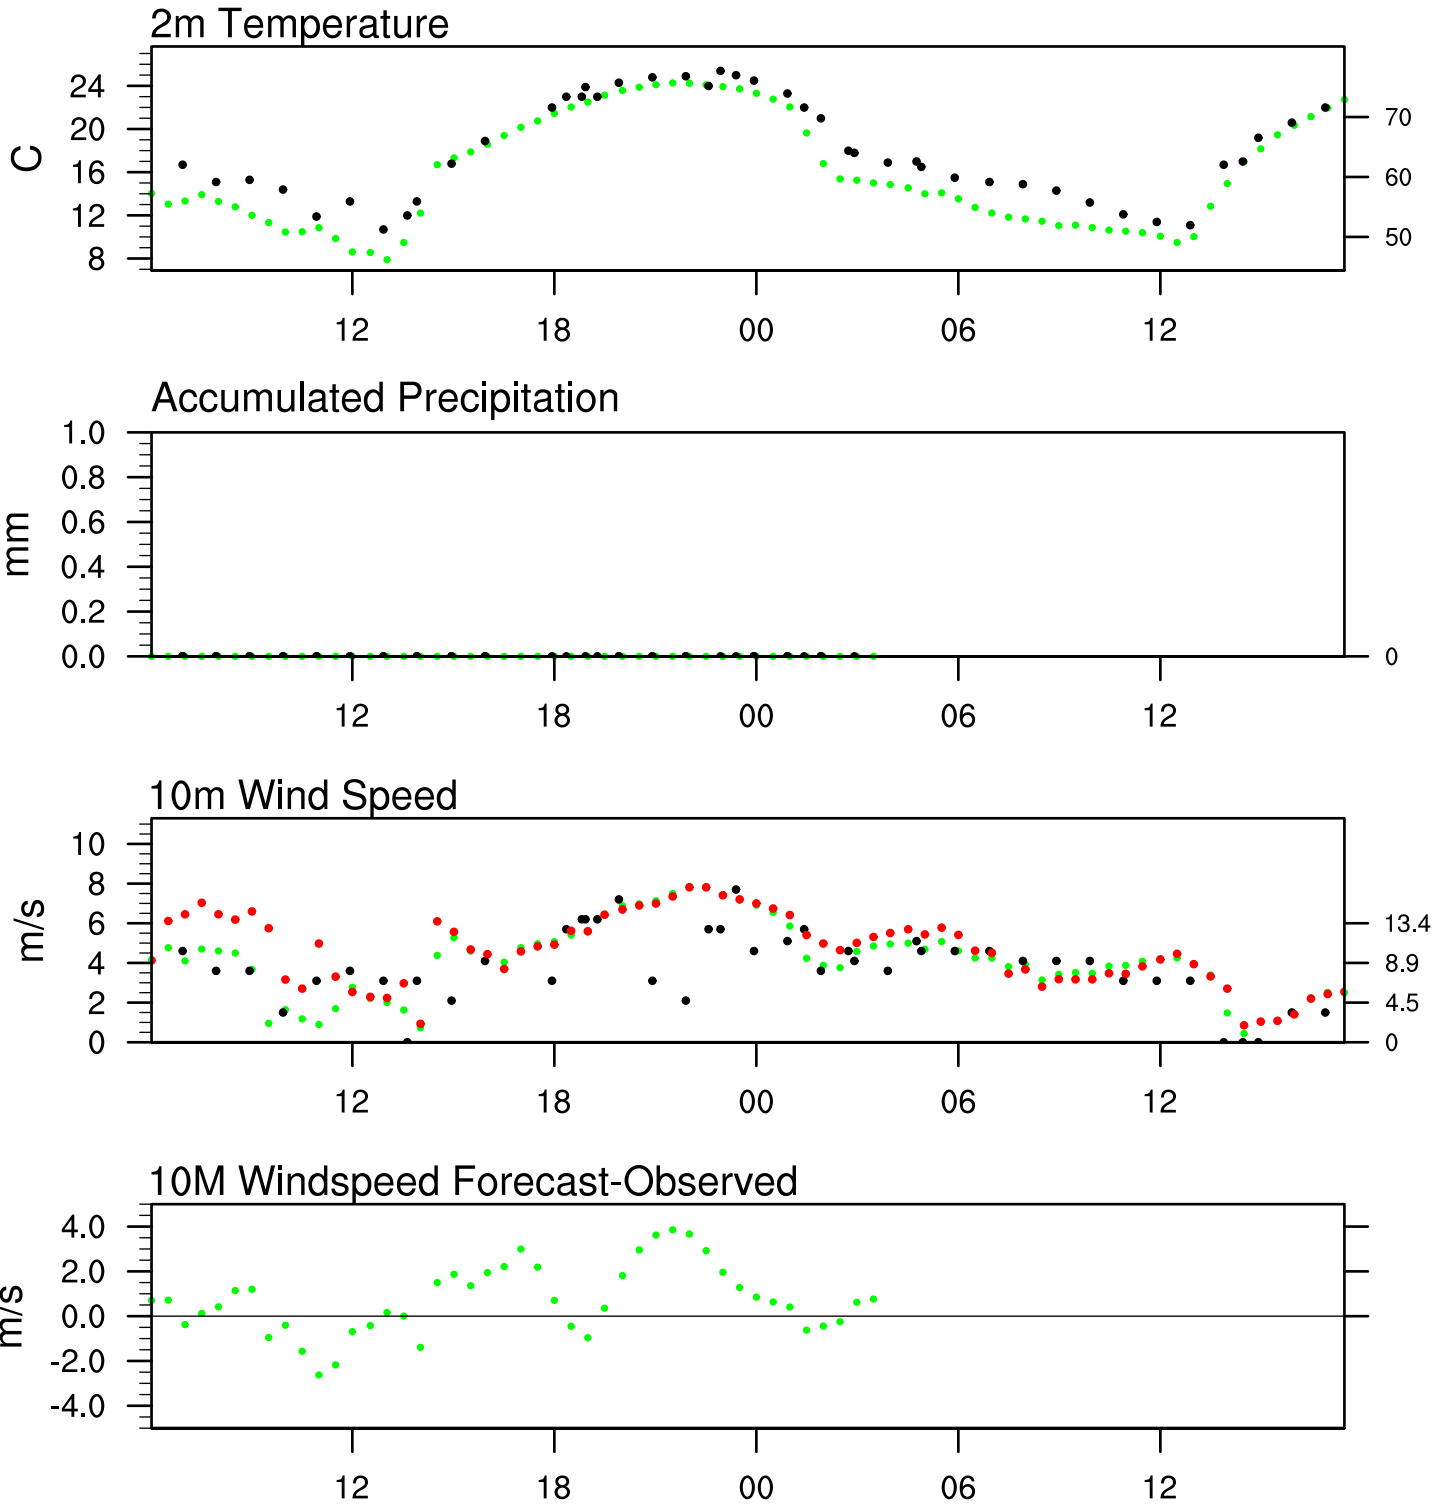 2m Temperature
C
24
20
16
12
8
70
60
50
12 18 00 06 12
Accumulated Precipitation
mm
1.0
0.8
0.6
0.4
0.2
0.0
0
12 18 00 06 12
10m Wind Speed
m/s
10
8
6
4
2
0
13.4
8.9
4.5
0
12 18 00 06 12
10M Windspeed Forecast-Observed
m/s
4.0
2.0
0.0
-2.0
-4.0
12 18 00 06 12